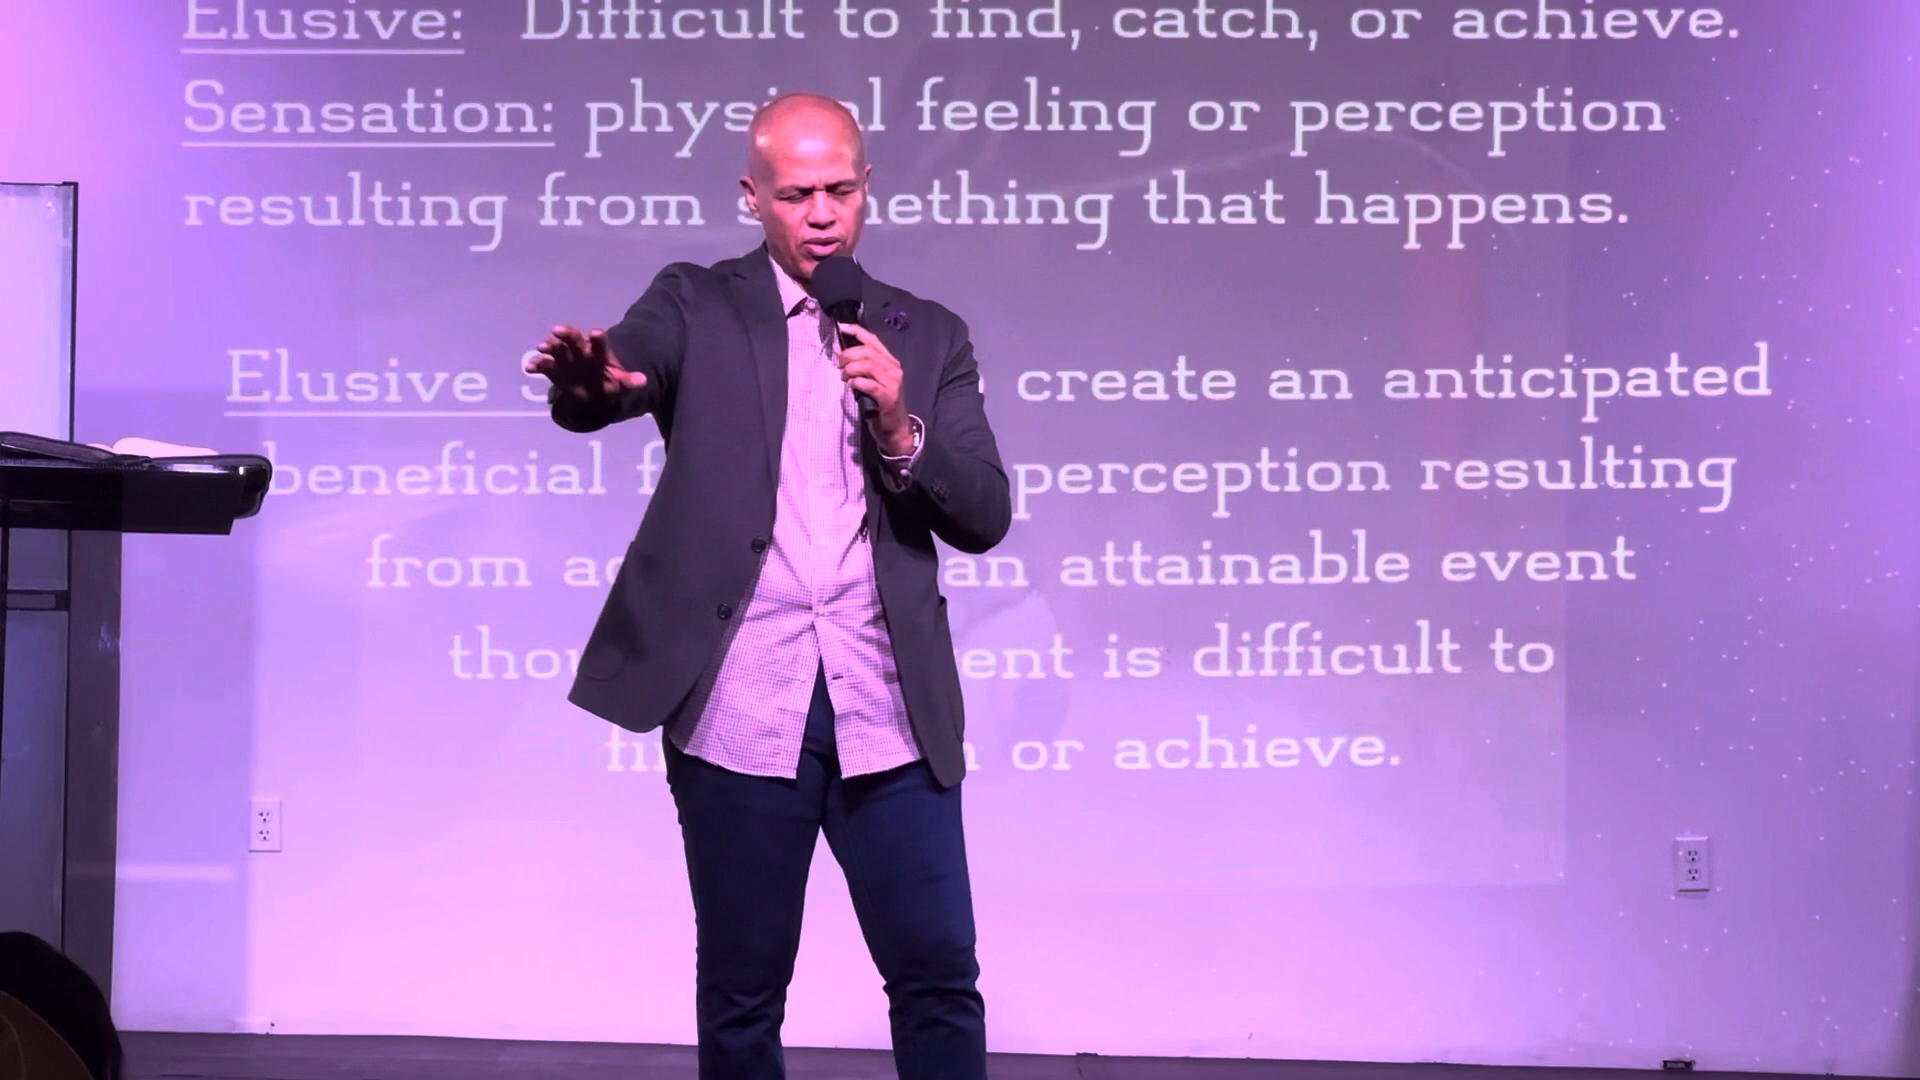 Elusive: Difficult to find, catch, or achieve.
Sensation: physical feeling or perception
resulting from something that happens.
Elusive create an anticipated
beneficial perception resulting
from an attainable event
is difficult to
or achieve.